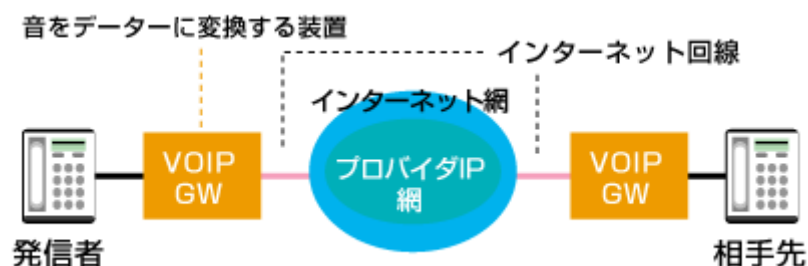 音をデーターに変換する装置
インターネット回線
インターネット網
VOIP
GW
プロバイダIP
網
VOIP
GW
発信者
相手先